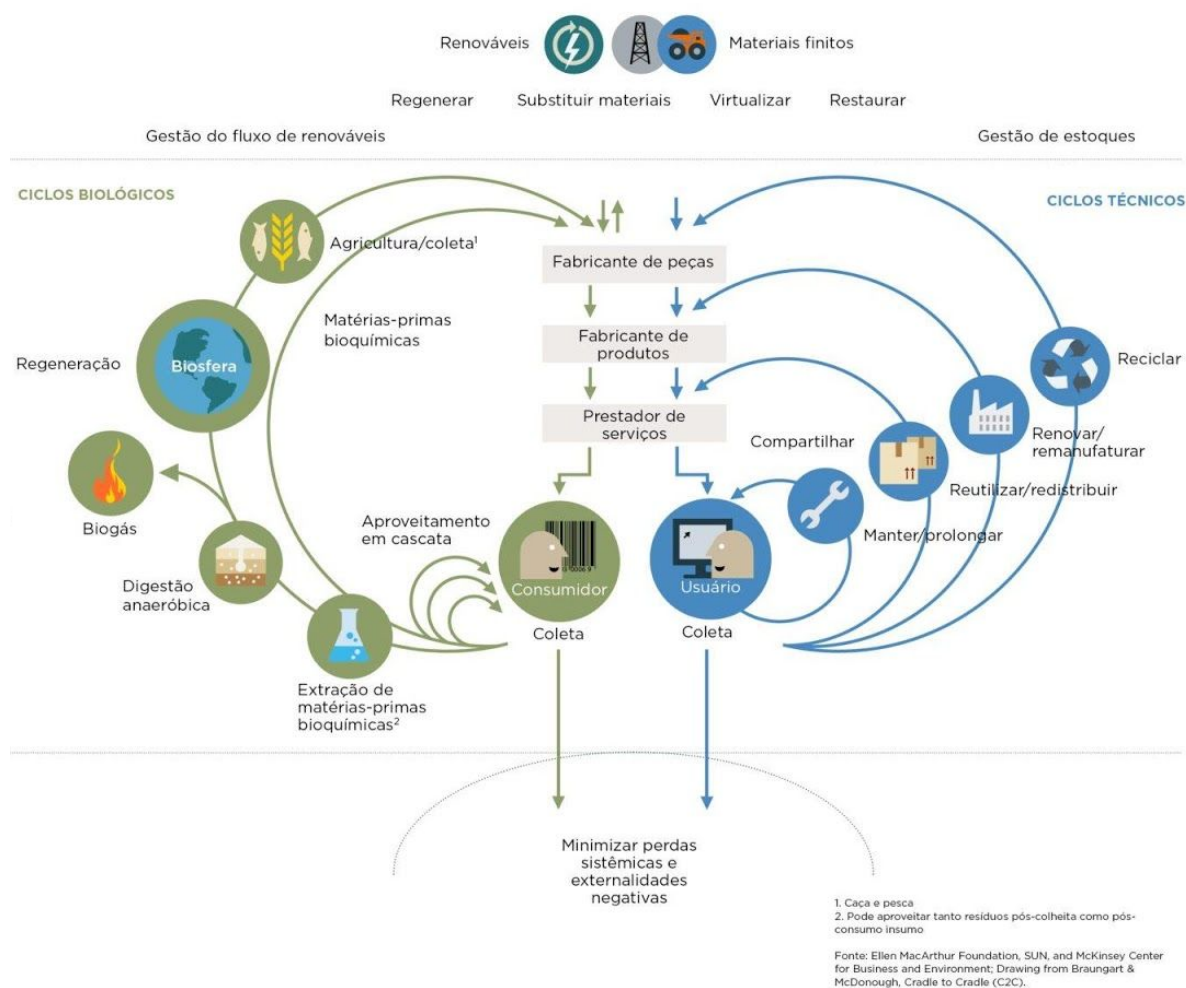 Renováveis
Materiais finitos
Regenerar
Substituir materiais
Virtualizar
Restaurar
Gestão do fluxo de renováveis
Gestão de estoques
CICLOS BIOLÓGICOS
CICLOS TÉCNICOS
Agricultura/coleta¹
Fabricante de peças
Matérias-primas
bioquímicas
Fabricante de
produtos
Regeneração
Biosfera
Reciclar
Prestador de
serviços
Compartilhar
Renovar/
remanufaturar
Reutilizar/redistribuir
Biogás
Aproveitamento
em cascata
Manter/prolongar
Digestão
anaeróbica
Consumidor
Usuário
Coleta
Coleta
Extração de
matérias-primas
bioquímicas²
Minimizar perdas
sistêmicas e
externalidades
negativas
1. Caça e pesca
2. Pode aproveitar tanto resíduos pós-colheita como pós-
consumo insumo
Fonte: Ellen MacArthur Foundation, SUN, and McKinsey Center
for Business and Environment; Drawing from Braungart &
McDonough, Cradle to Cradle (C2C).